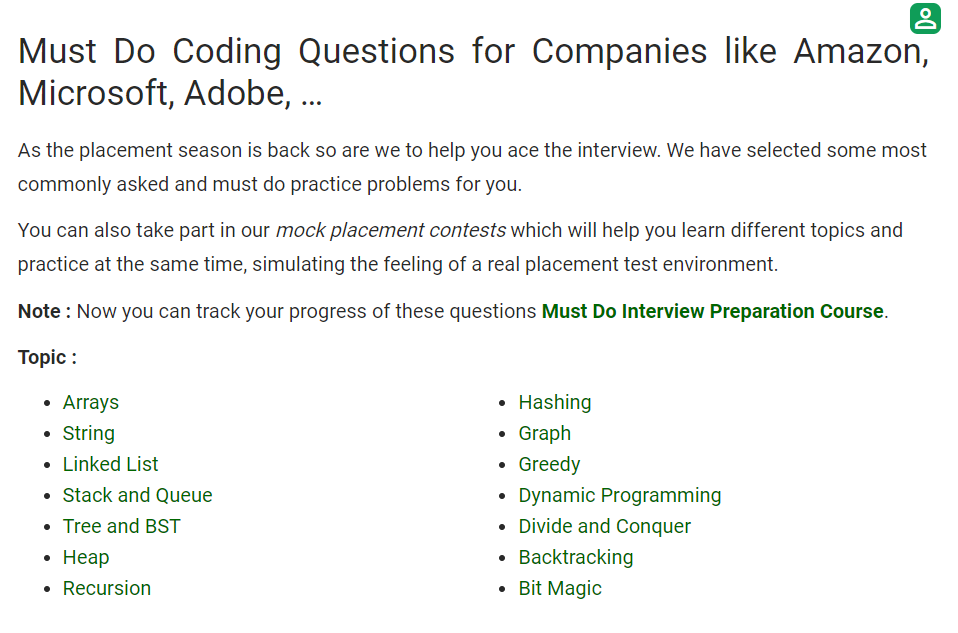 Must Do Coding Questions for Companies like Amazon,
Microsoft, Adobe, ...
As the placement season is back so are we to help you ace the interview. We have selected some most
commonly asked and must do practice problems for you.
You can also take part in our mock placement contests which will help you learn different topics and
practice at the same time, simulating the feeling of a real placement test environment.
Note : Now you can track your progress of these questions Must Do Interview Preparation Course.
Topic :
Arrays
String
Linked List
Stack and Queue
Tree and BST
Heap
Recursion
Hashing
Graph
Greedy
Dynamic Programming
Divide and Conquer
Backtracking
Bit Magic